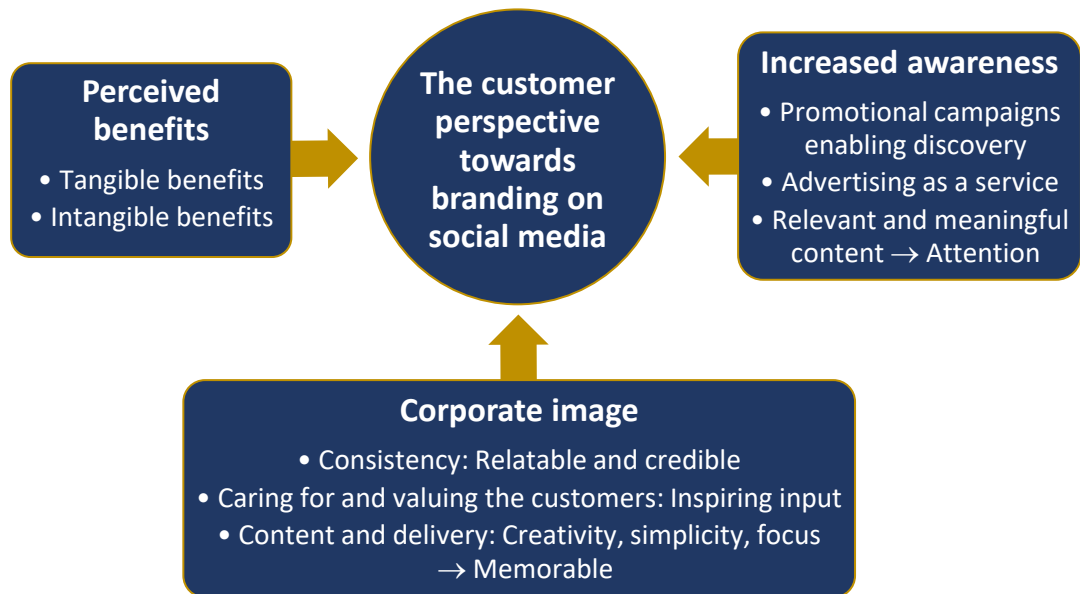 Perceived
benefits
• Tangible benefits
• Intangible benefits
The customer
perspective
towards
branding on
social media
Increased awareness
• Promotional campaigns
enabling discovery
• Advertising as a service
• Relevant and meaningful
content → Attention
Corporate image
• Consistency: Relatable and credible
• Caring for and valuing the customers: Inspiring input
• Content and delivery: Creativity, simplicity, focus
→ Memorable